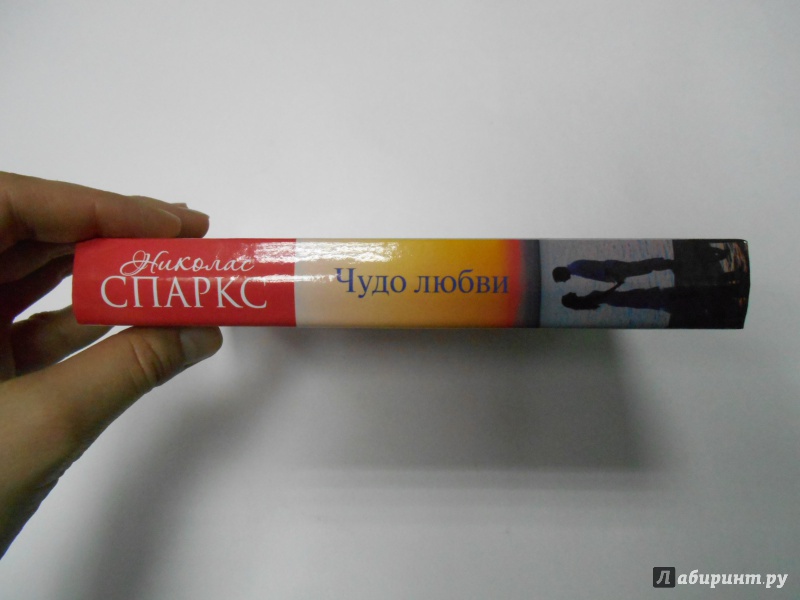 Николас
СПАРКС
Чудо любви
Лабиринт.ру